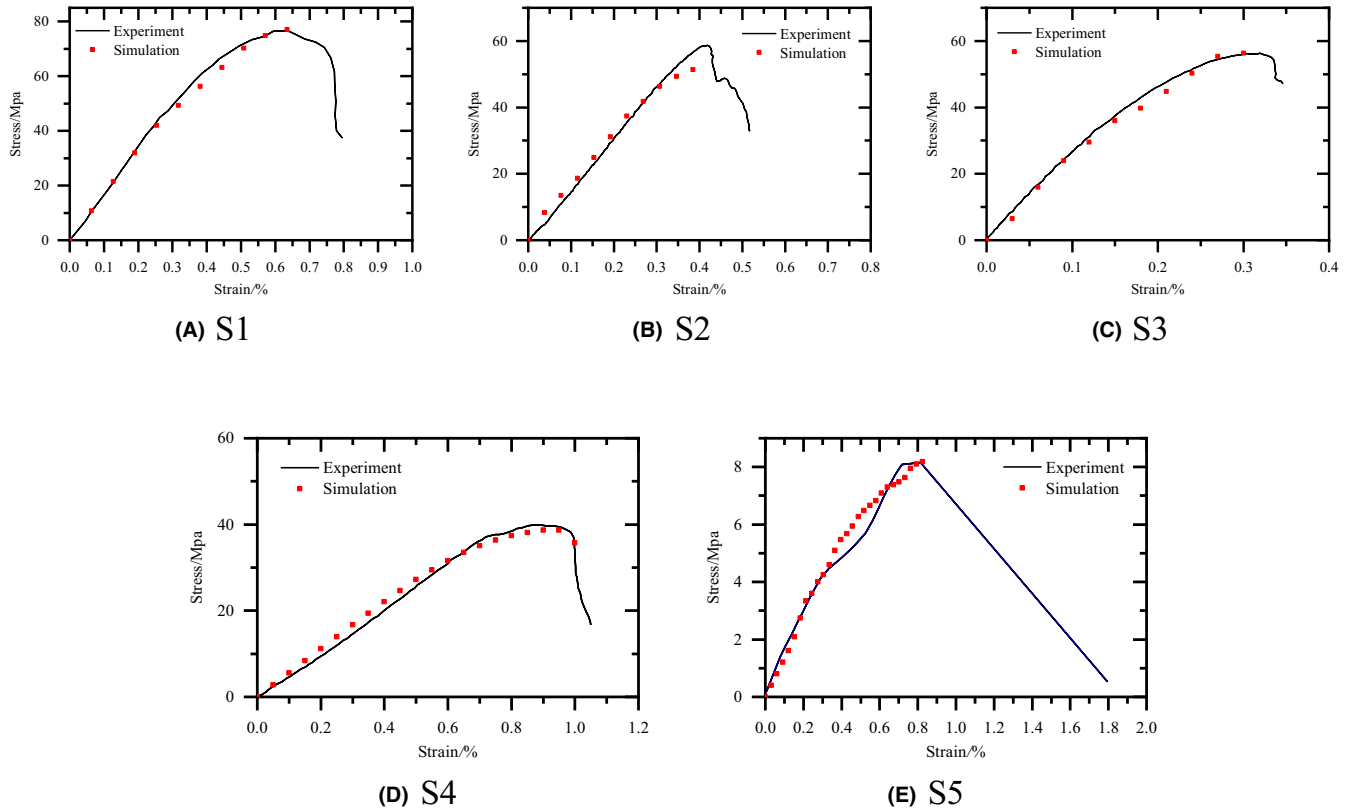 80
60
40
20
0
Stress/Mpa
Experiment
Simulation
0.0 0.1 0.2 0.3 0.4 0.5 0.6 0.7 0.8 0.9 1.0
Strain/%
(A) S1
60
40
20
0
Stress/Mpa
Experiment
Simulation
0.0 0.1 0.2 0.3 0.4 0.5 0.6 0.7 0.8
Strain/%
(B) S2
60
40
20
0
Stress/Mpa
Experiment
Simulation
0.0 0.1 0.2 0.3 0.4
Strain/%
(C) S3
60
40
20
0
Stress/Mpa
Experiment
Simulation
0.0 0.2 0.4 0.6 0.8 1.0 1.2
Strain/%
(D) S4
8
6
4
2
0
Stress/Mpa
Experiment
Simulation
0.0 0.2 0.4 0.6 0.8 1.0 1.2 1.4 1.6 1.8 2.0
Strain/%
(E) S5